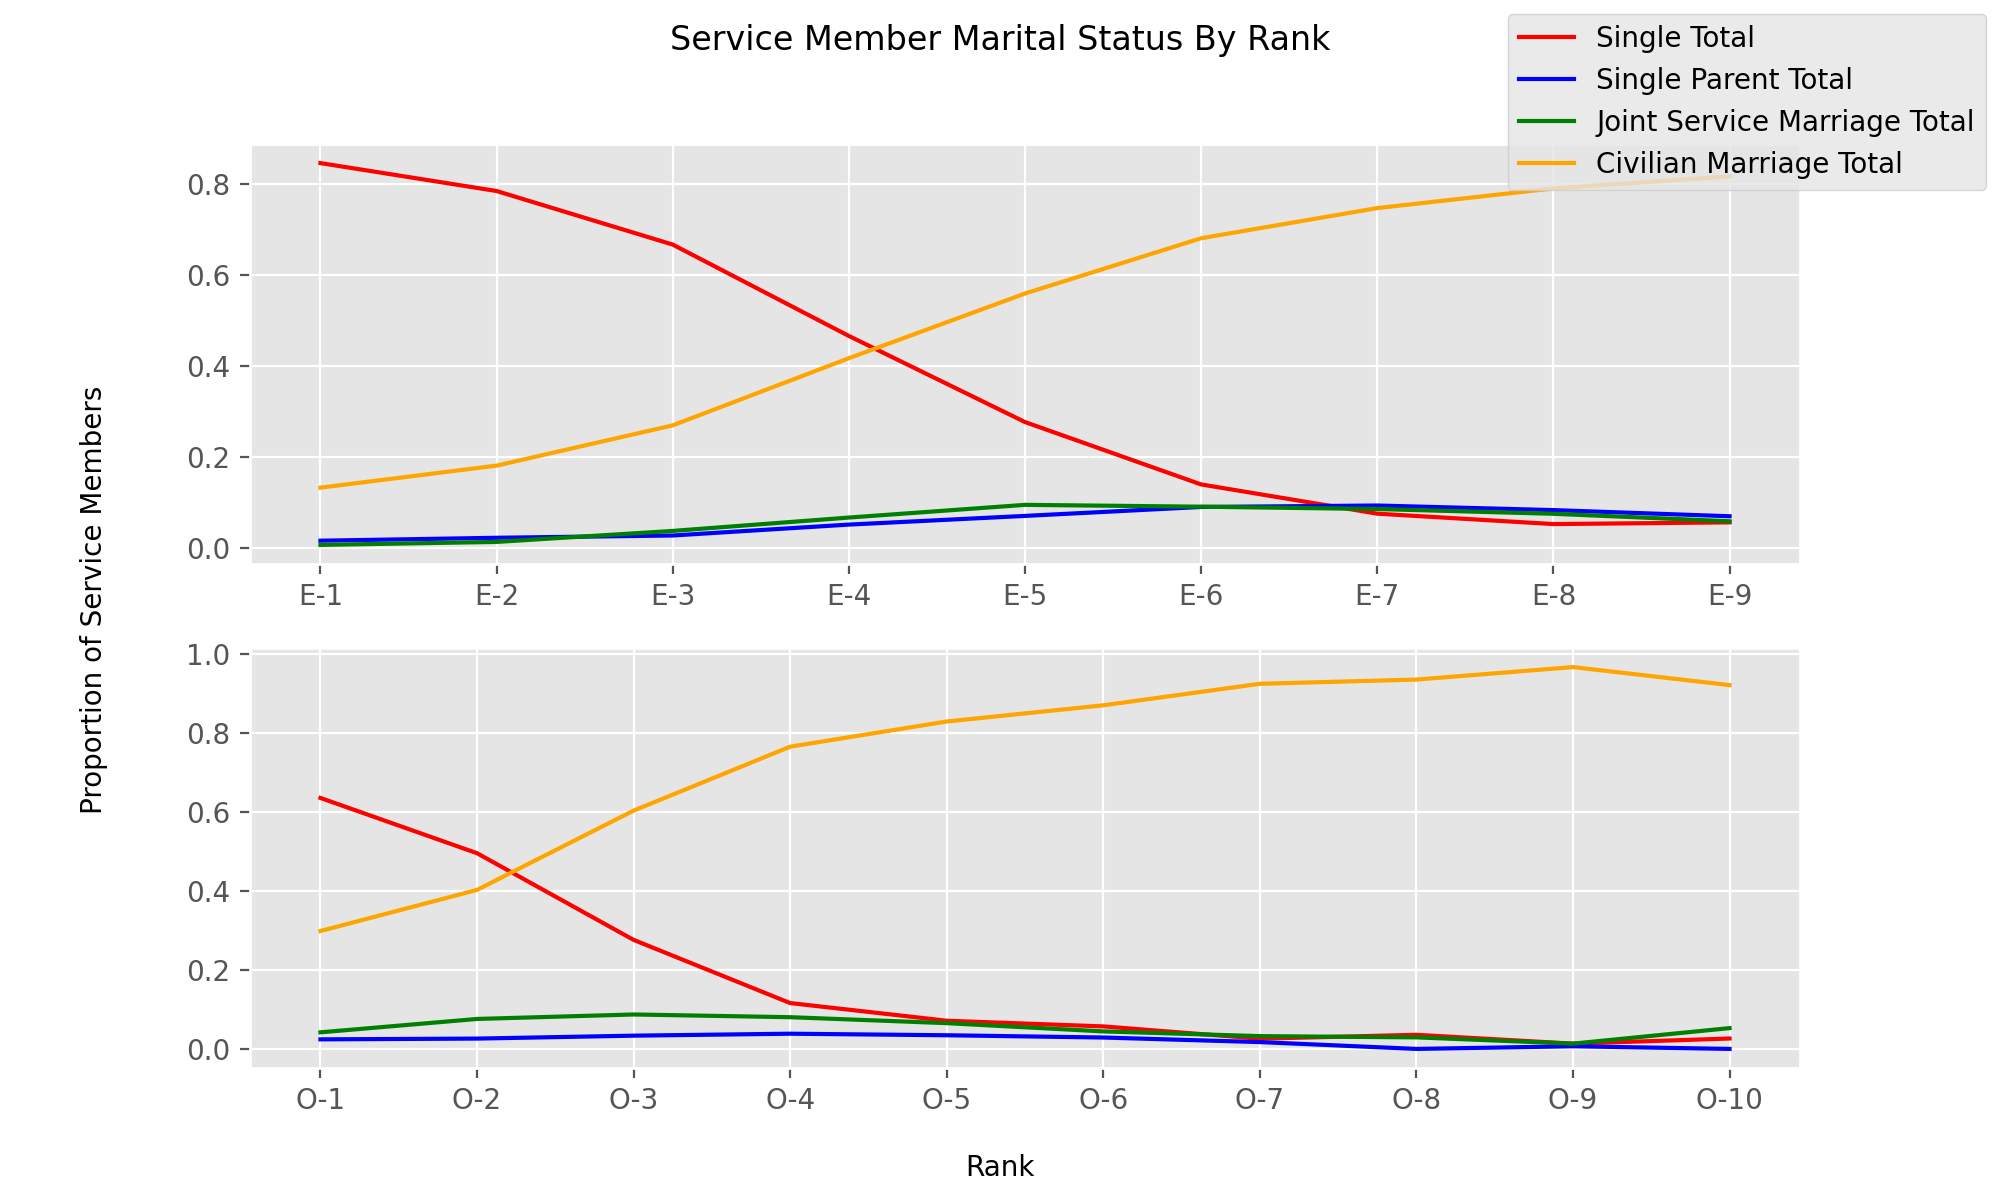 Service Member Marital Status By Rank
Single Total
Single Parent Total
Joint Service Marriage Total
Civilian Marriage Total
Proportion of Service Members
0.8
0.6
0.4
0.2
0.0
E-1 E-2 E-3 E-4 E-5 E-6 E-7 E-8 E-9
1.0
0.8
0.6
0.4
0.2
0.0
O-1 O-2 O-3 O-4 O-5 O-6 O-7 O-8 O-9 O-10
Rank